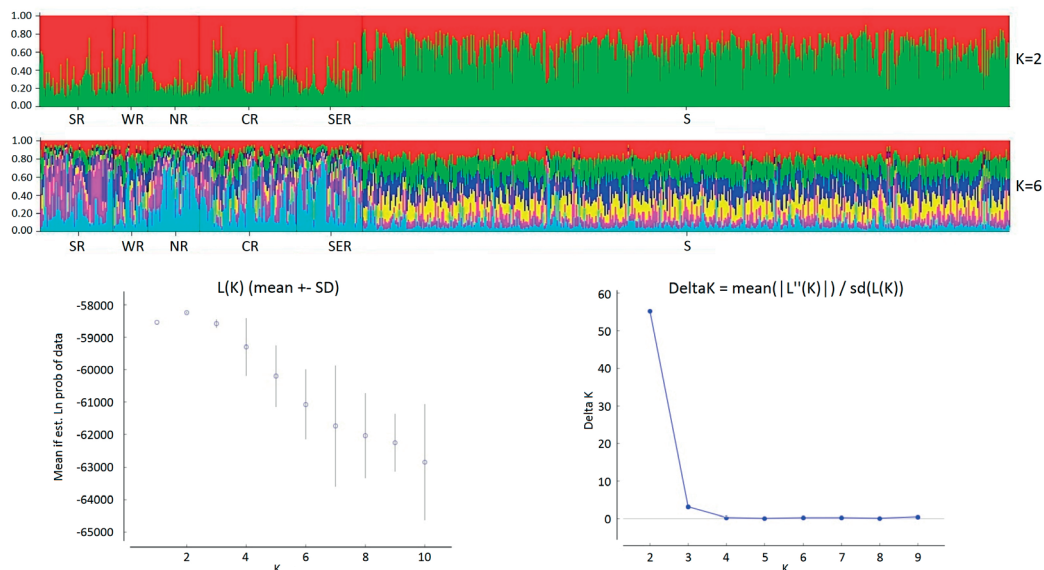 1.00
0.80
0.60
0.40
0.20
0.00
K=2
SR WR NR CR SER S
1.00
0.80
0.60
0.40
0.20
0.00
K=6
SR WR NR CR SER S
L(K) (mean +- SD)
Mean if est. Ln prob of data
-58000
-59000
-60000
-61000
-62000
-63000
-64000
-65000
2 4 6 8 10
K
DeltaK = mean(|L''(K)|) / sd(L(K))
Delta K
60
50
40
30
20
10
0
2 3 4 5 6 7 8 9
K